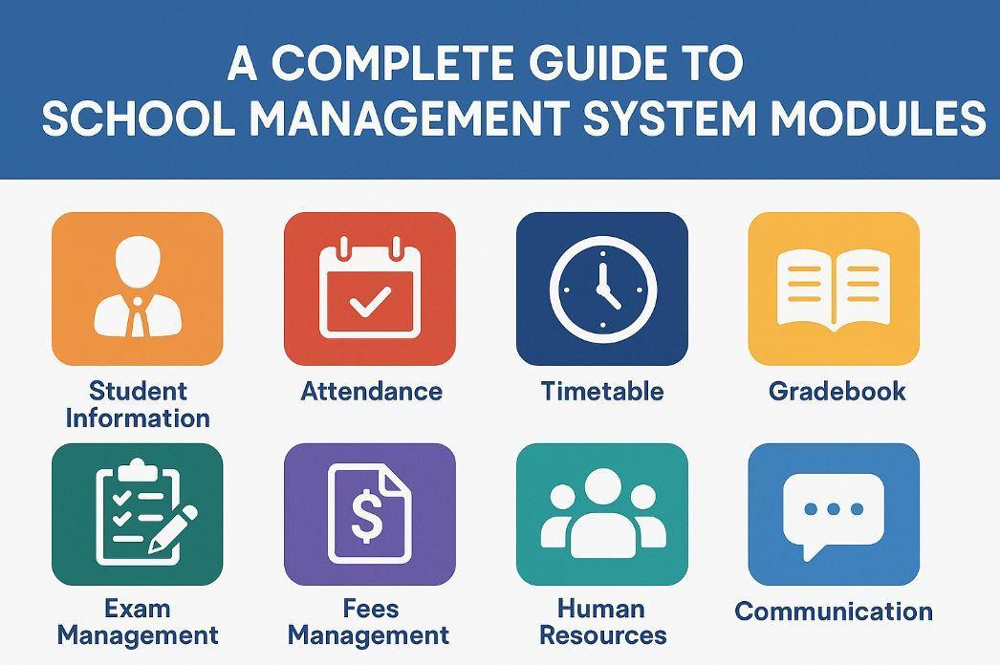 A COMPLETE GUIDE TO
SCHOOL MANAGEMENT SYSTEM MODULES
Student
Information
Attendance
Timetable
Gradebook
Exam
Management
Fees
Management
Human
Resources
Communication